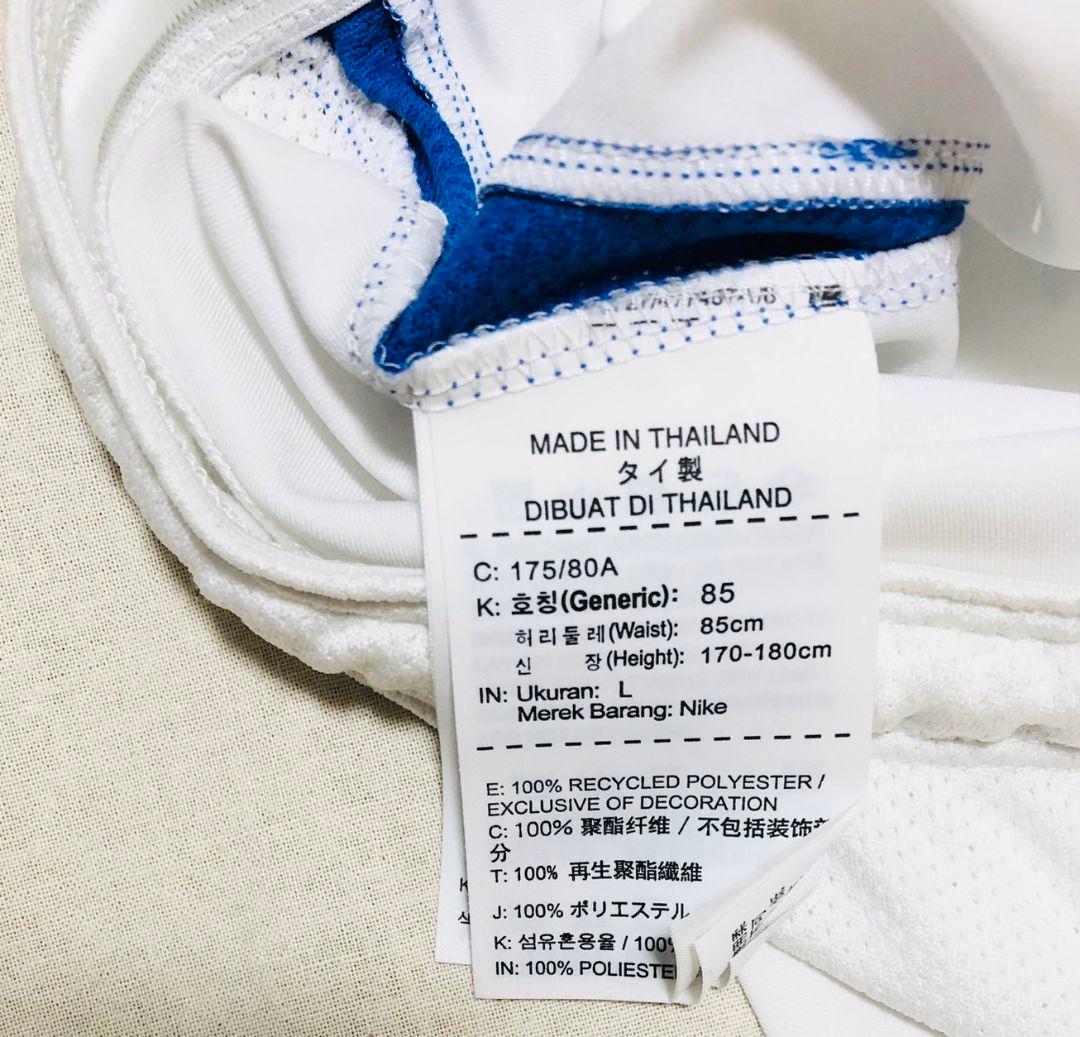 MADE IN THAILAND
タイ製
DIBUAT DI THAILAND
C: 175/80A
K: 호칭(Generic): 85
허리둘레(Waist): 85cm
신 장(Height): 170-180cm
IN: Ukuran: L
Merek Barang: Nike
E: 100% RECYCLED POLYESTER /
EXCLUSIVE OF DECORATION
C: 100% 聚酯纤维 / 不包括装饰部
分
T: 100% 再生聚酯纖維
J: 100% ポリエステル
K: 섬유혼용율 / 100%
IN: 100% POLIESTE